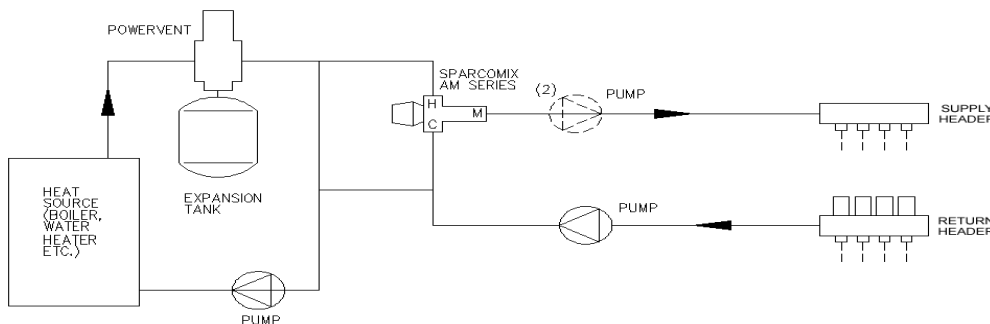 POWERVENT
SPARCOMIX
AM SERIES
H
C
M
(2)
PUMP
SUPPLY
HEADER
HEAT
SOURCE
(BOILER,
WATER
HEATER
ETC.)
EXPANSION
TANK
PUMP
RETURN
HEADER
PUMP